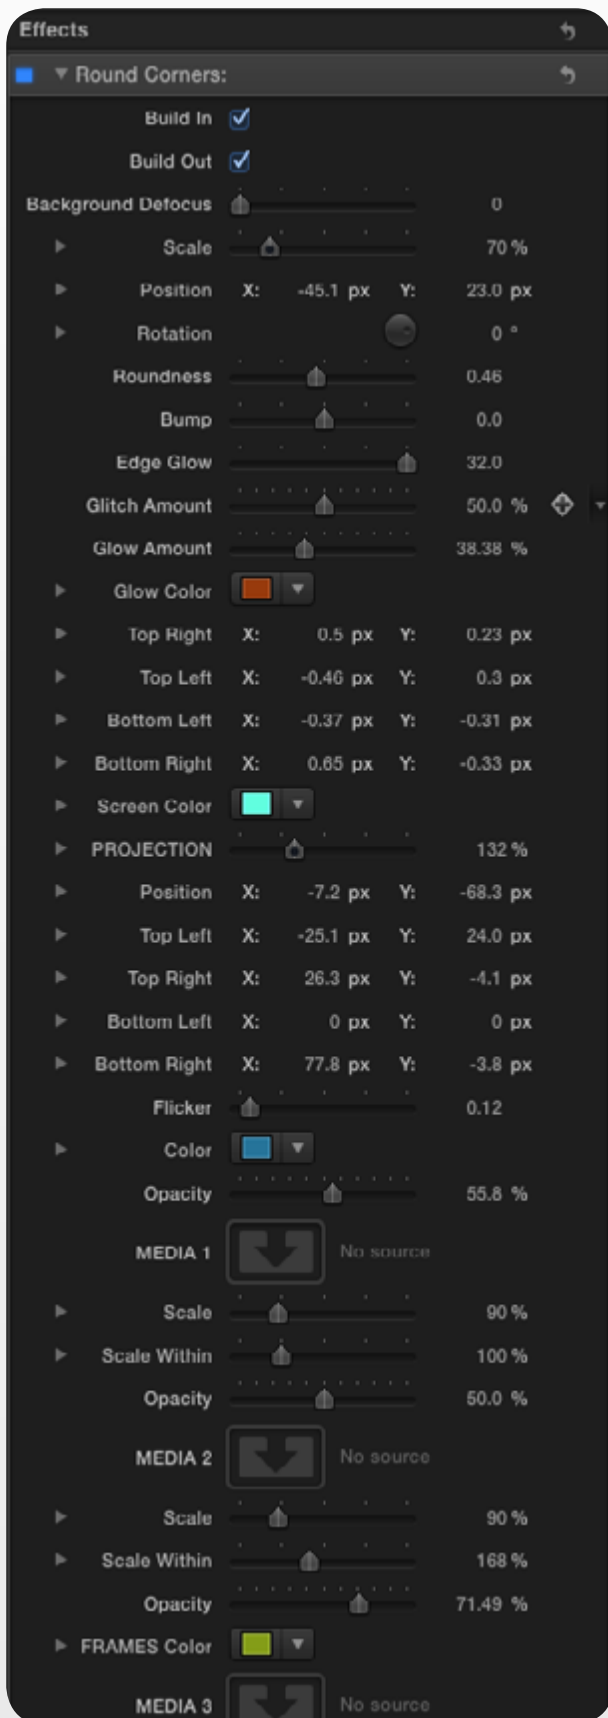 Effects
Round Corners:
Build In
Build Out
Background Defocus 0
Scale 70 %
Position X: -45.1 px Y: 23.0 px
Rotation 0 °
Roundness 0.46
Bump 0.0
Edge Glow 32.0
Glitch Amount 50.0 %
Glow Amount 38.38 %
Glow Color
Top Right X: 0.5 px Y: 0.23 px
Top Left X: -0.46 px Y: 0.3 px
Bottom Left X: -0.37 px Y: -0.31 px
Bottom Right X: 0.65 px Y: -0.33 px
Screen Color
PROJECTION 132 %
Position X: -7.2 px Y: -68.3 px
Top Left X: -25.1 px Y: 24.0 px
Top Right X: 26.3 px Y: -4.1 px
Bottom Left X: 0 px Y: 0 px
Bottom Right X: 77.8 px Y: -3.8 px
Flicker 0.12
Color
Opacity 55.8 %
MEDIA 1 No source
Scale 90 %
Scale Within 100 %
Opacity 50.0 %
MEDIA 2 No source
Scale 90 %
Scale Within 168 %
Opacity 71.49 %
FRAMES Color
MEDIA 3 No source